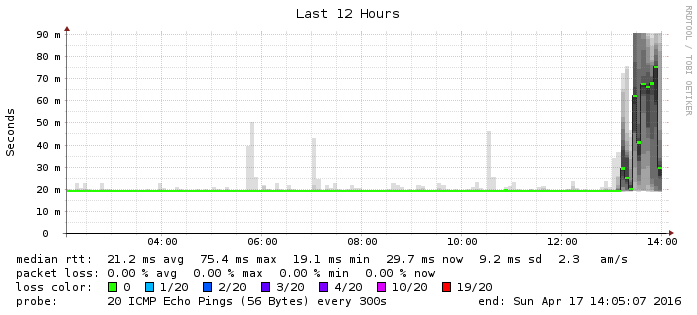 Last 12 Hours
RRDTOOL / TOBI OETIKER
Seconds
90 m
80 m
70 m
60 m
50 m
40 m
30 m
20 m
10 m
0
04:00 06:00 08:00 10:00 12:00 14:00
median rtt: 21.2 ms avg 75.4 ms max 19.1 ms min 29.7 ms now 9.2 ms sd 2.3 am/s
packet loss: 0.00 % avg 0.00 % max 0.00 % min 0.00 % now
loss color: 0 1/20 2/20 3/20 4/20 10/20 19/20
probe: 20 ICMP Echo Pings (56 Bytes) every 300s end: Sun Apr 17 14:05:07 2016